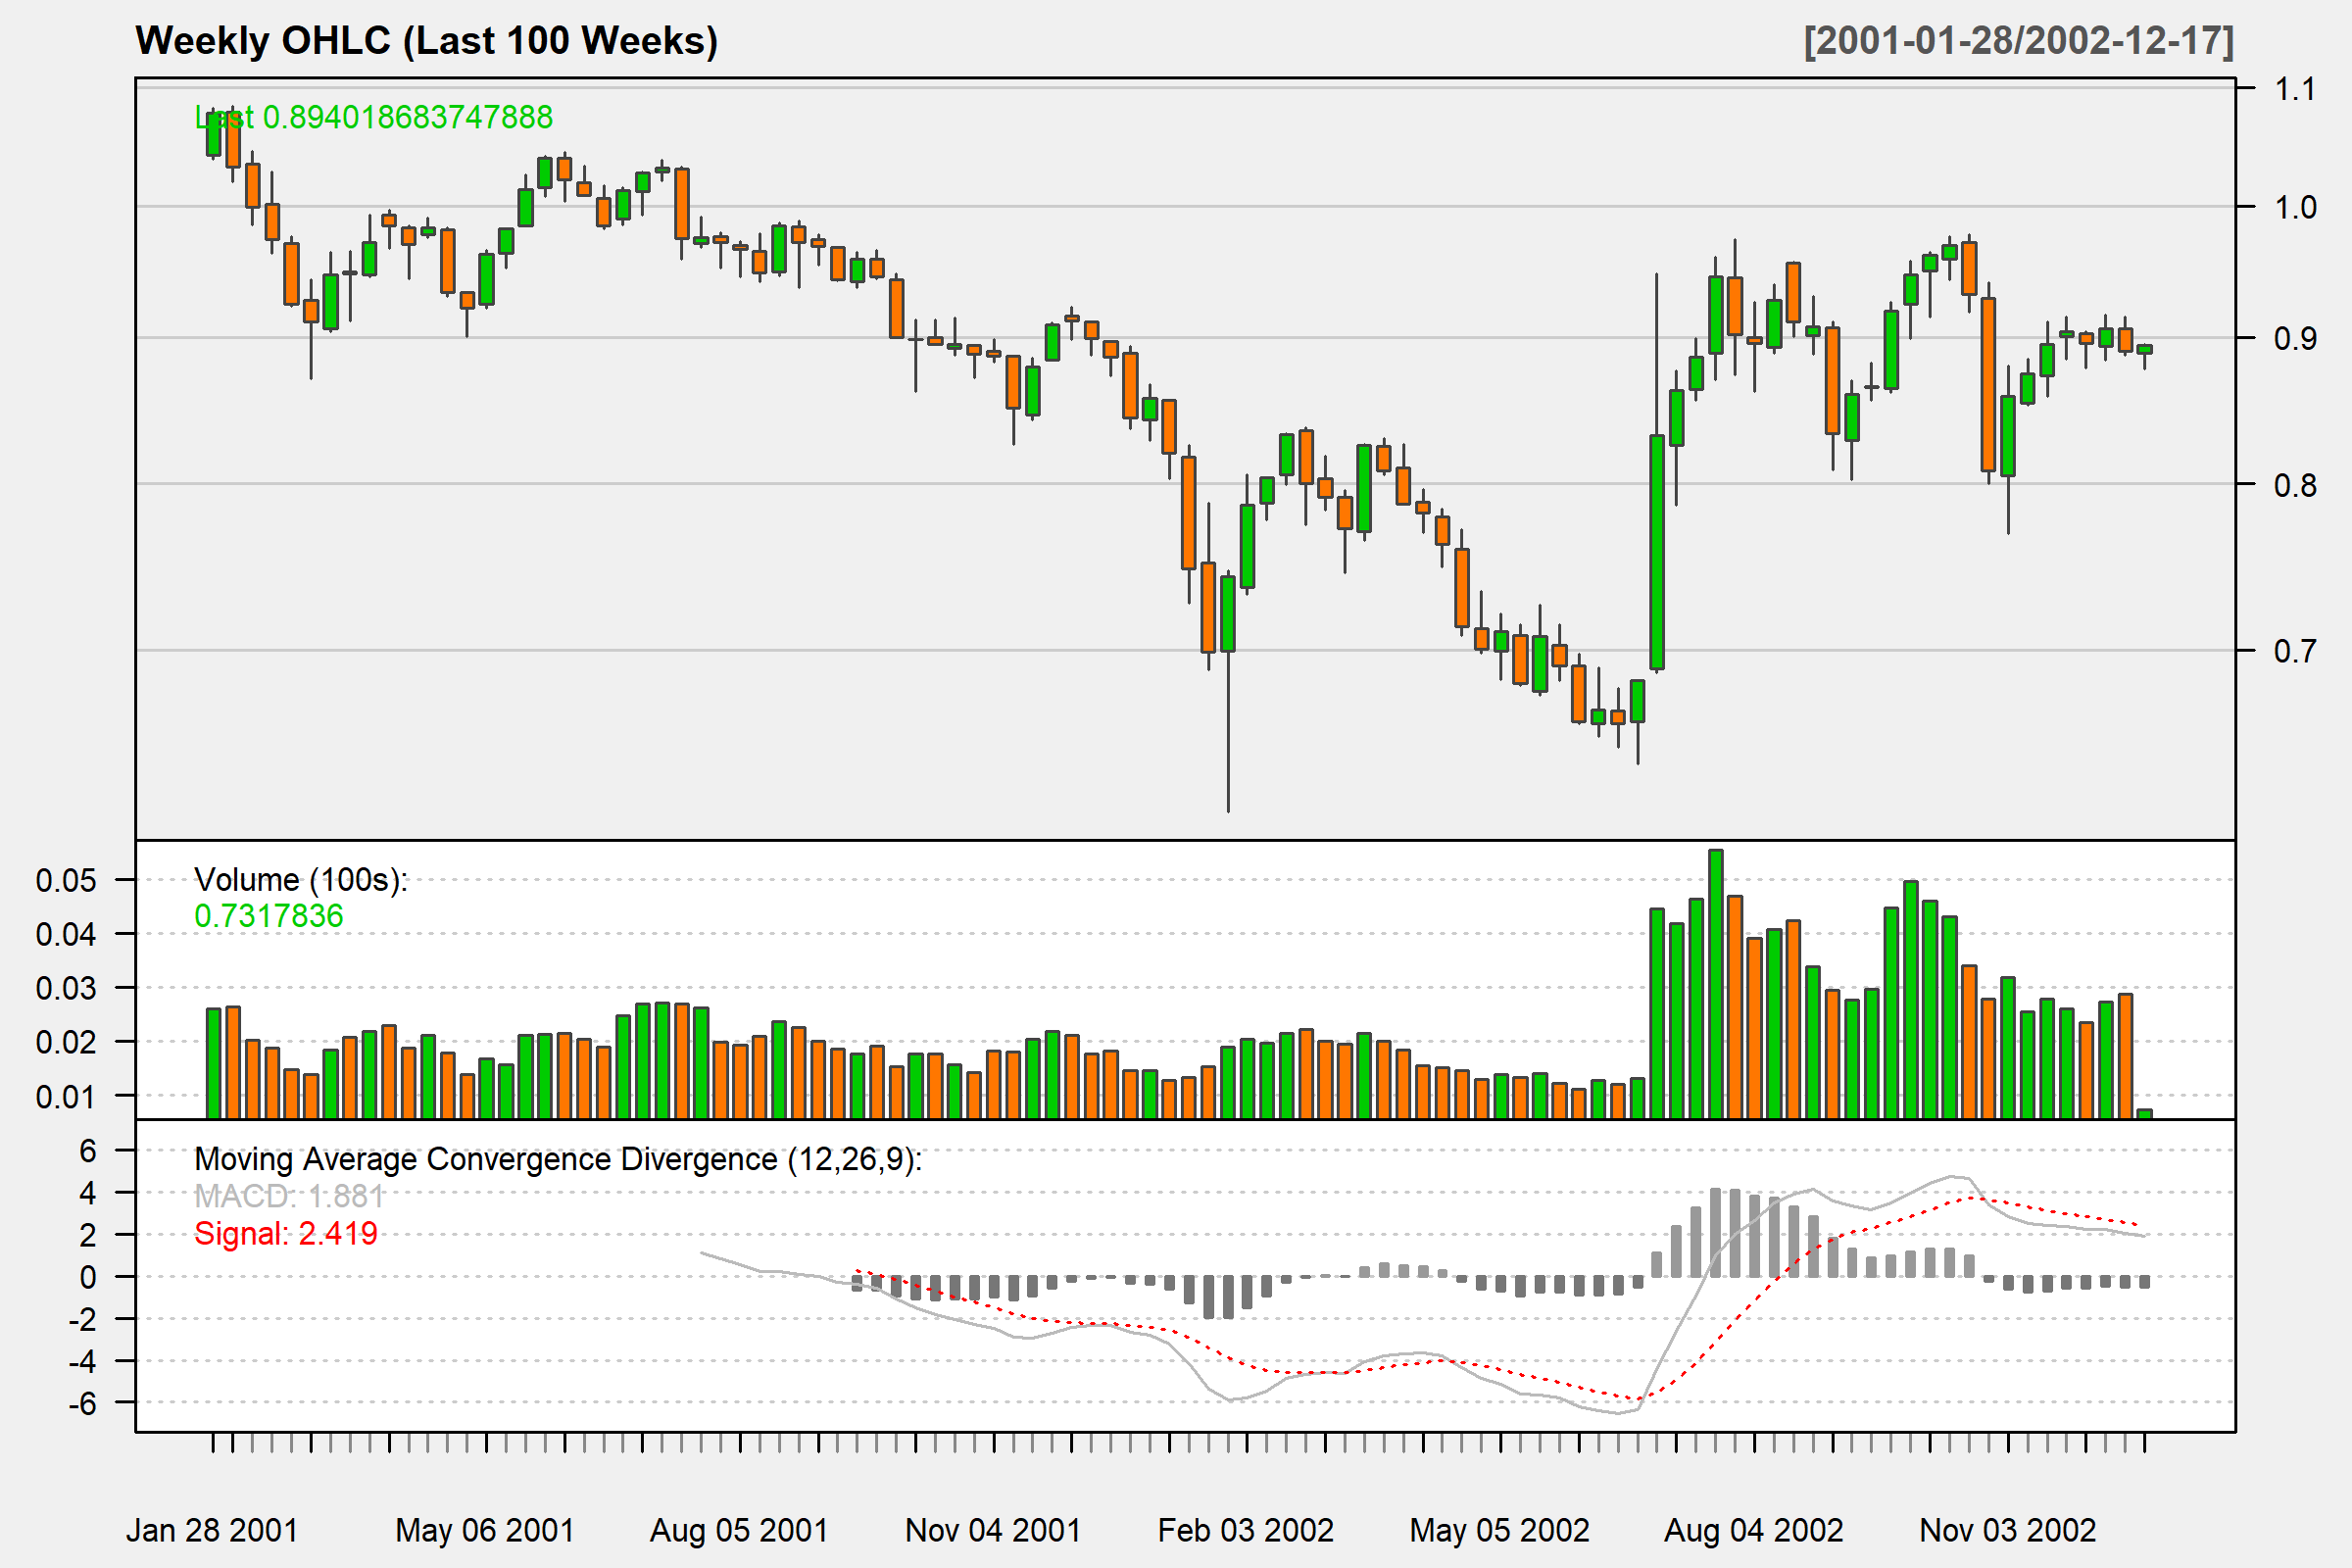 Weekly OHLC (Last 100 Weeks)
[2001-01-28/2002-12-17]
Last 0.894018683747888
1.1
1.0
0.9
0.8
0.7
Volume (100s):
0.7317836
0.05
0.04
0.03
0.02
0.01
Moving Average Convergence Divergence (12,26,9):
MACD: 1.881
Signal: 2.419
6
4
2
0
-2
-4
-6
Jan 28 2001 May 06 2001 Aug 05 2001 Nov 04 2001 Feb 03 2002 May 05 2002 Aug 04 2002 Nov 03 2002